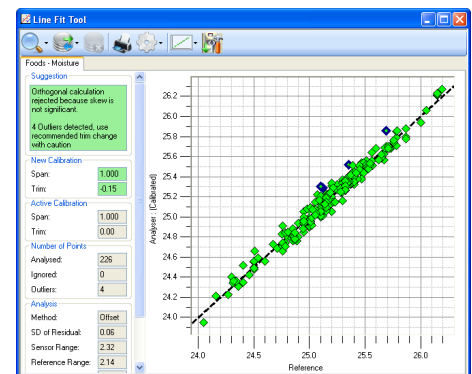 Line Fit Tool
Foods - Moisture
Suggestion
Orthogonal calculation
rejected because skew is
not significant.
4 Outliers detected, use
recommended trim change
with caution
New Calibration
Span: 1.000
Trim: -0.15
Active Calibration
Span: 1.000
Trim: 0.00
Number of Points
Analysed: 226
Ignored: 0
Outliers: 4
Analysis
Method: Offset
SD of Residual: 0.06
Sensor Range: 2.32
Reference Range: 2.14
Analyser: (Calibrated)
26.2
26.0
25.8
25.6
25.4
25.2
25.0
24.8
24.6
24.4
24.2
24.0
24.0 24.5 25.0 25.5 26.0
Reference